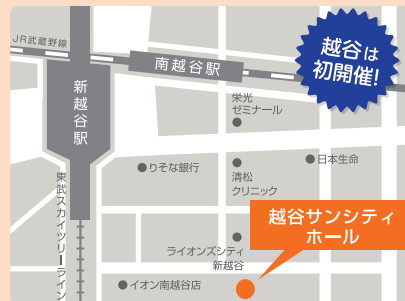 JR武蔵野線
南越谷駅
越谷は
初開催!
新越谷駅
栄光
ゼミナール
りそな銀行
清松
クリニック
日本生命
東武スカイツリーライン
越谷サンシティ
ホール
ライオンズシティ
新越谷
イオン南越谷店